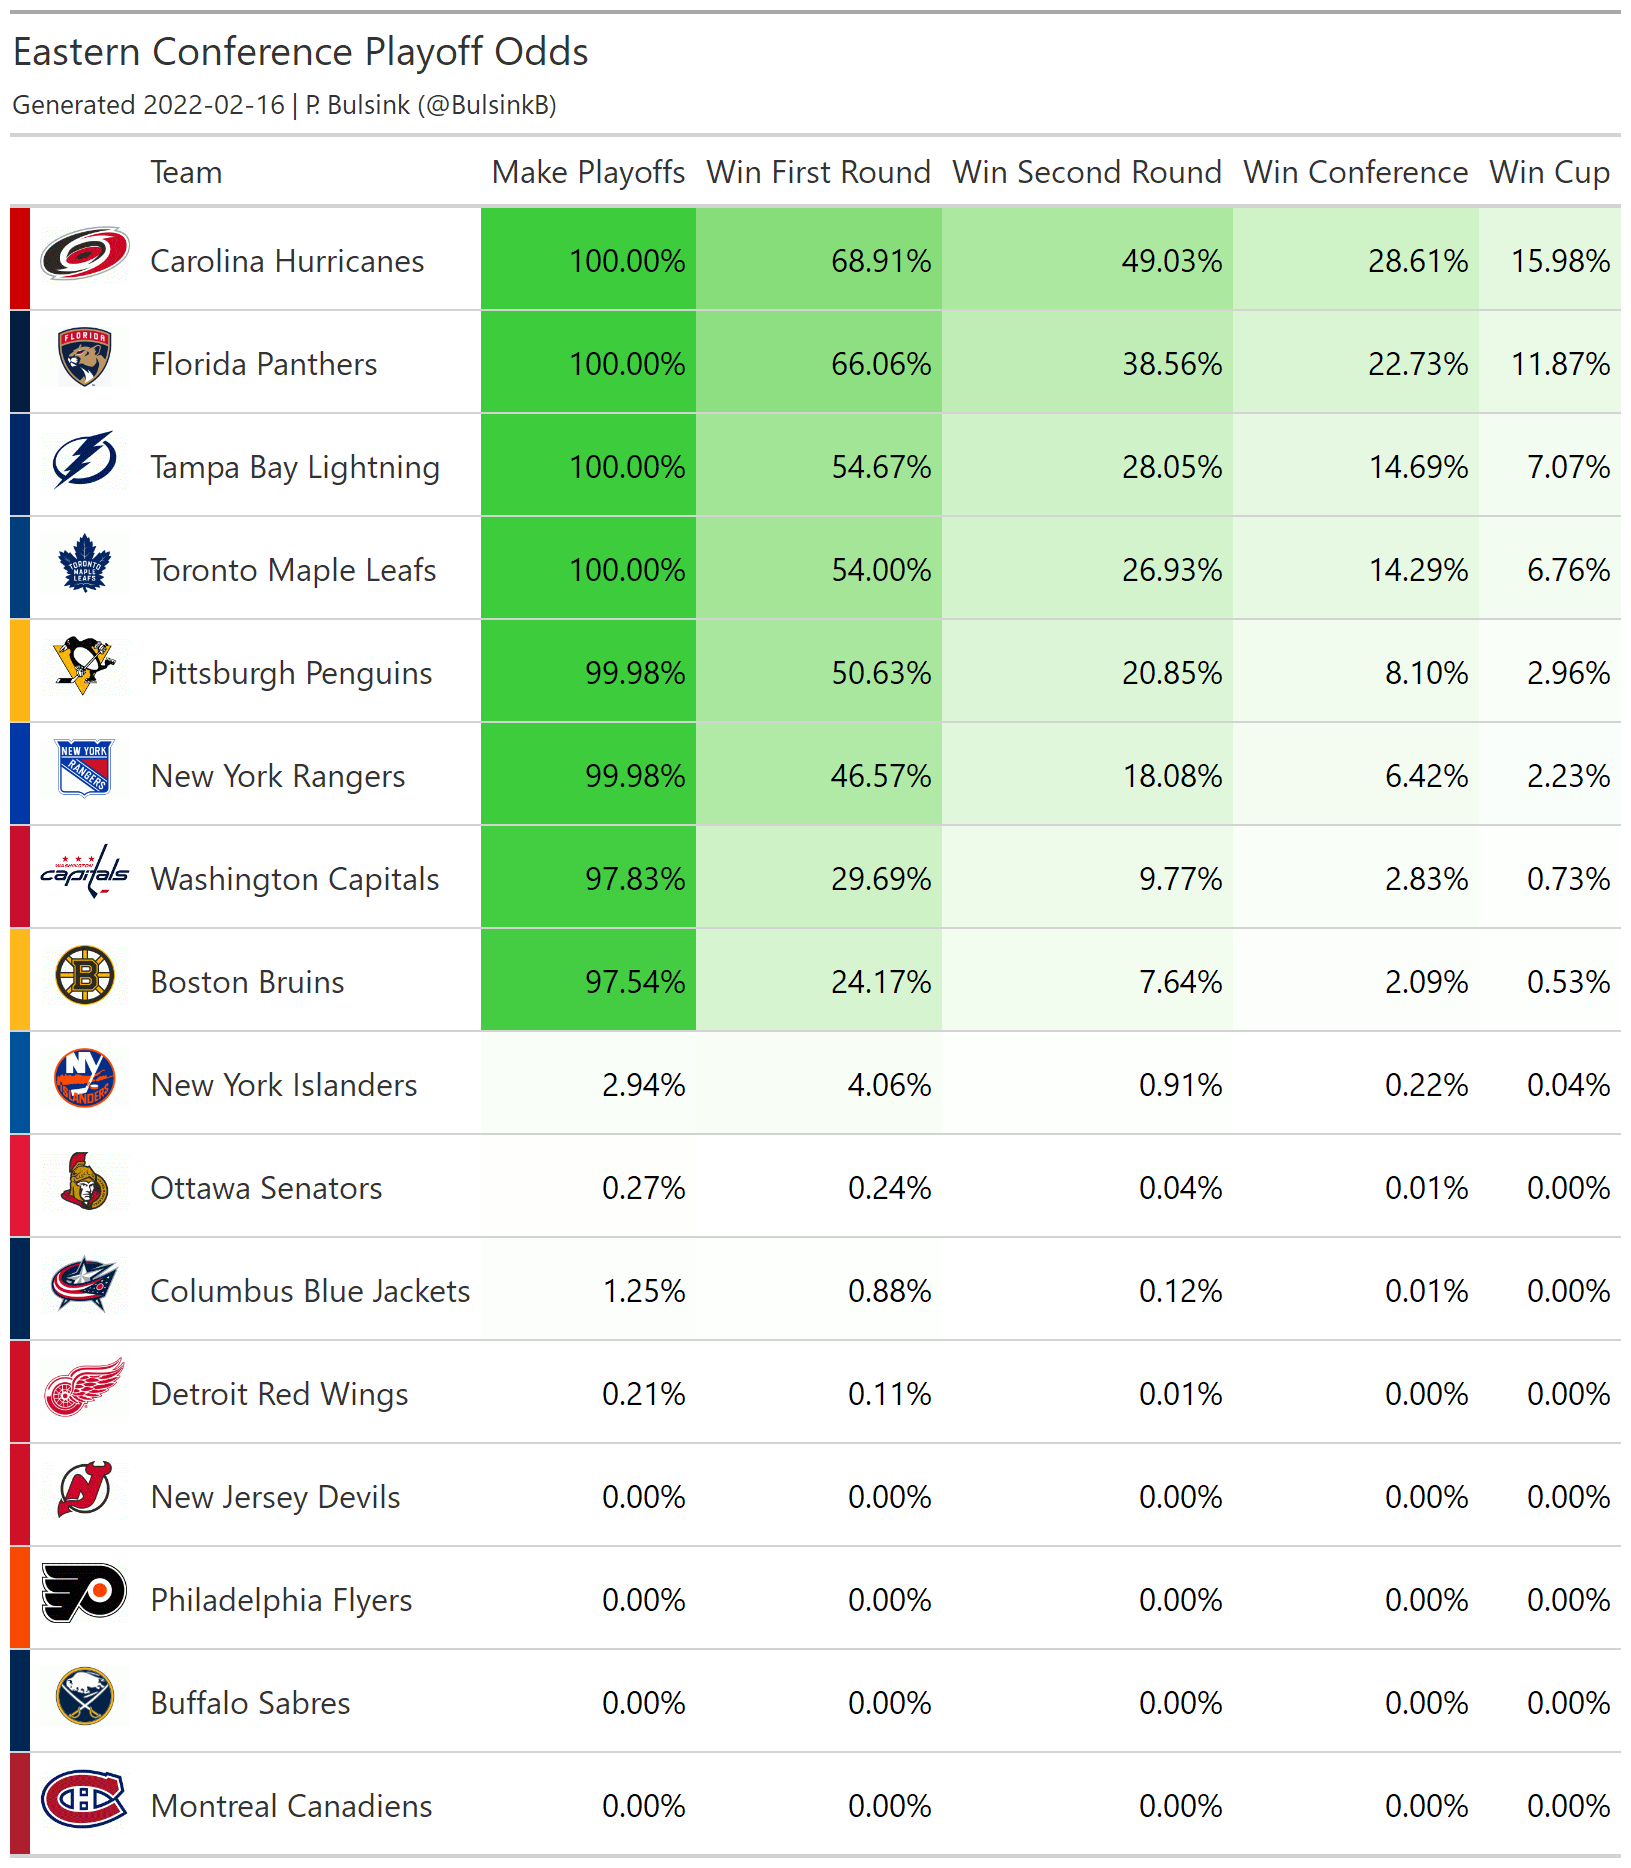 Eastern Conference Playoff Odds
Generated 2022-02-16 | P. Bulsink (@BulsinkB)
Team Make Playoffs Win First Round Win Second Round Win Conference Win Cup
Carolina Hurricanes 100.00% 68.91% 49.03% 28.61% 15.98%
FLORIDA
Florida Panthers 100.00% 66.06% 38.56% 22.73% 11.87%
Tampa Bay Lightning 100.00% 54.67% 28.05% 14.69% 7.07%
TORONTO
MAPLE
LEAFS
Toronto Maple Leafs 100.00% 54.00% 26.93% 14.29% 6.76%
Pittsburgh Penguins 99.98% 50.63% 20.85% 8.10% 2.96%
NEW YORK
RANGERS
New York Rangers 99.98% 46.57% 18.08% 6.42% 2.23%
WASHINGTON
capitals
Washington Capitals 97.83% 29.69% 9.77% 2.83% 0.73%
B
Boston Bruins 97.54% 24.17% 7.64% 2.09% 0.53%
NY
ISLANDERS
New York Islanders 2.94% 4.06% 0.91% 0.22% 0.04%
Ottawa Senators 0.27% 0.24% 0.04% 0.01% 0.00%
Columbus Blue Jackets 1.25% 0.88% 0.12% 0.01% 0.00%
Detroit Red Wings 0.21% 0.11% 0.01% 0.00% 0.00%
New Jersey Devils 0.00% 0.00% 0.00% 0.00% 0.00%
Philadelphia Flyers 0.00% 0.00% 0.00% 0.00% 0.00%
Buffalo Sabres 0.00% 0.00% 0.00% 0.00% 0.00%
Montreal Canadiens 0.00% 0.00% 0.00% 0.00% 0.00%